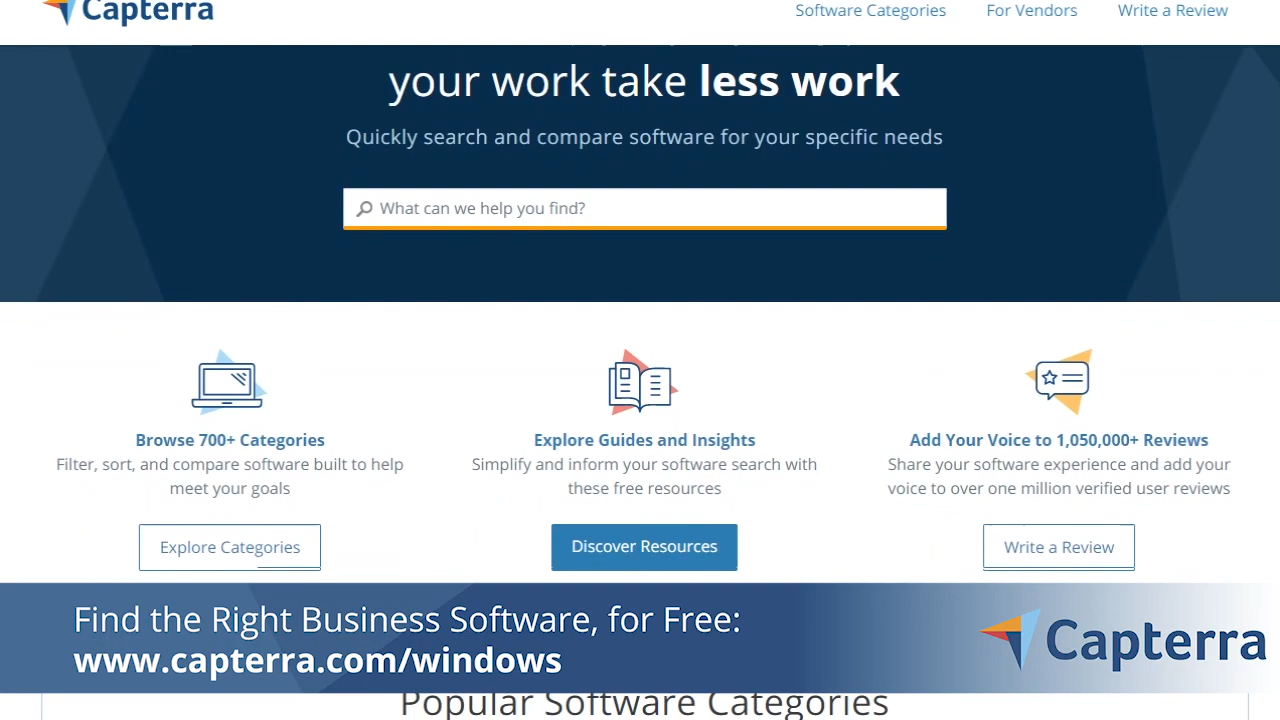 Capterra
Software Categories
For Vendors
Write a Review
your work take less work
Quickly search and compare software for your specific needs
What can we help you find?
Browse 700+ Categories
Filter, sort, and compare software built to help
meet your goals
Explore Categories
Explore Guides and Insights
Simplify and inform your software search with
these free resources
Discover Resources
Add Your Voice to 1,050,000+ Reviews
Share your software experience and add your
voice to over one million verified user reviews
Write a Review
Find the Right Business Software, for Free:
www.capterra.com/windows
Capterra
Popular Software Categories